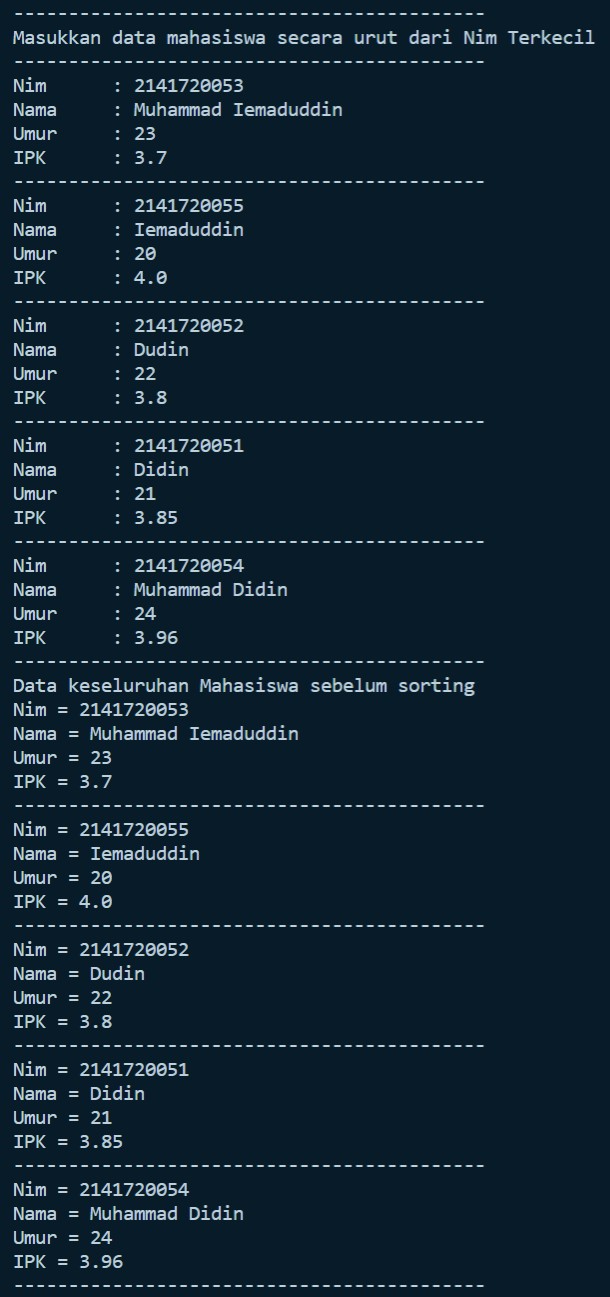 -------------------------------------------
Masukkan data mahasiswa secara urut dari Nim Terkecil
-------------------------------------------
Nim      : 2141720053
Nama     : Muhammad Iemaduddin
Umur     : 23
IPK      : 3.7
-------------------------------------------
Nim      : 2141720055
Nama     : Iemaduddin
Umur     : 20
IPK      : 4.0
-------------------------------------------
Nim      : 2141720052
Nama     : Dudin
Umur     : 22
IPK      : 3.8
-------------------------------------------
Nim      : 2141720051
Nama     : Didin
Umur     : 21
IPK      : 3.85
-------------------------------------------
Nim      : 2141720054
Nama     : Muhammad Didin
Umur     : 24
IPK      : 3.96
-------------------------------------------
Data keseluruhan Mahasiswa sebelum sorting
Nim = 2141720053
Nama = Muhammad Iemaduddin
Umur = 23
IPK = 3.7
-------------------------------------------
Nim = 2141720055
Nama = Iemaduddin
Umur = 20
IPK = 4.0
-------------------------------------------
Nim = 2141720052
Nama = Dudin
Umur = 22
IPK = 3.8
-------------------------------------------
Nim = 2141720051
Nama = Didin
Umur = 21
IPK = 3.85
-------------------------------------------
Nim = 2141720054
Nama = Muhammad Didin
Umur = 24
IPK = 3.96
-------------------------------------------